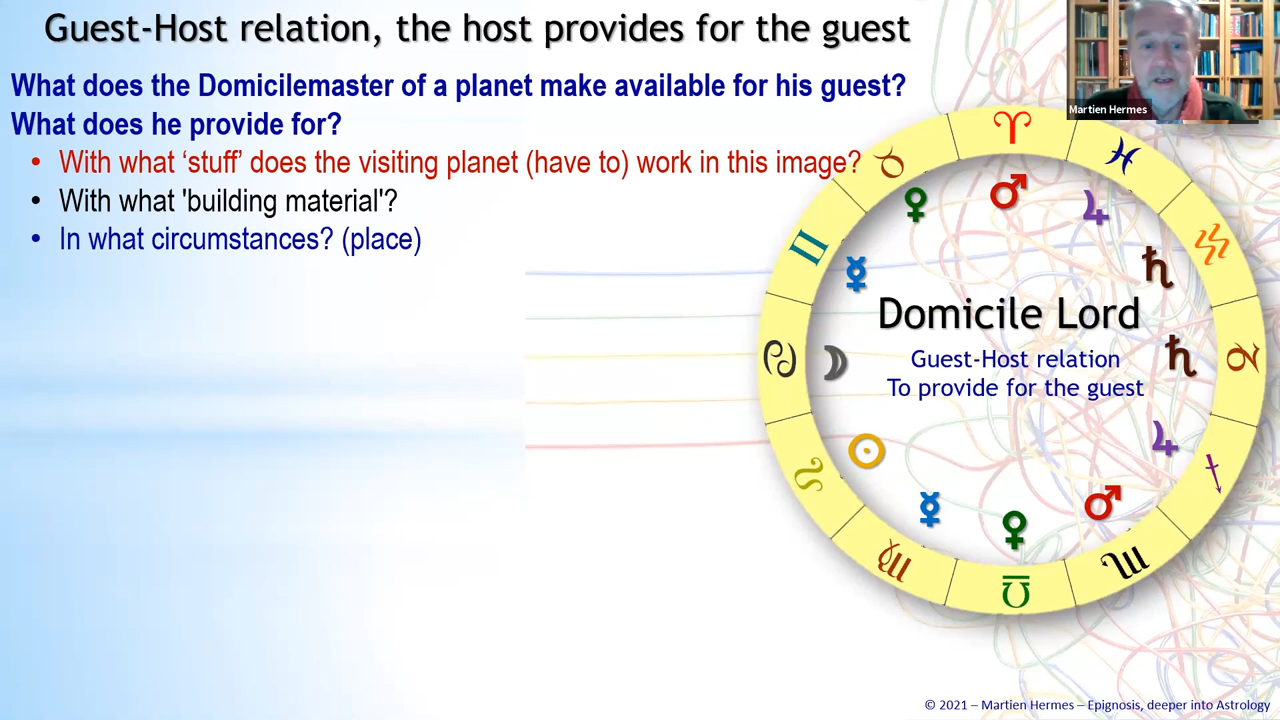 Guest-Host relation, the host provides for the guest
Martien Hermes
What does the Domicilemaster of a planet make available for his guest?
What does he provide for?
• With what ‘stuff’ does the visiting planet (have to) work in this image?
• With what 'building material'?
• In what circumstances? (place)
♈
♓
♒
♑
♐
♏
♎
♍
♌
♋
♊
♉
♂
♃
♄
♄
♃
♂
♀
☿
☉
☽
☿
♀
Domicile Lord
Guest-Host relation
To provide for the guest
© 2021 – Martien Hermes – Epignosis, deeper into Astrology